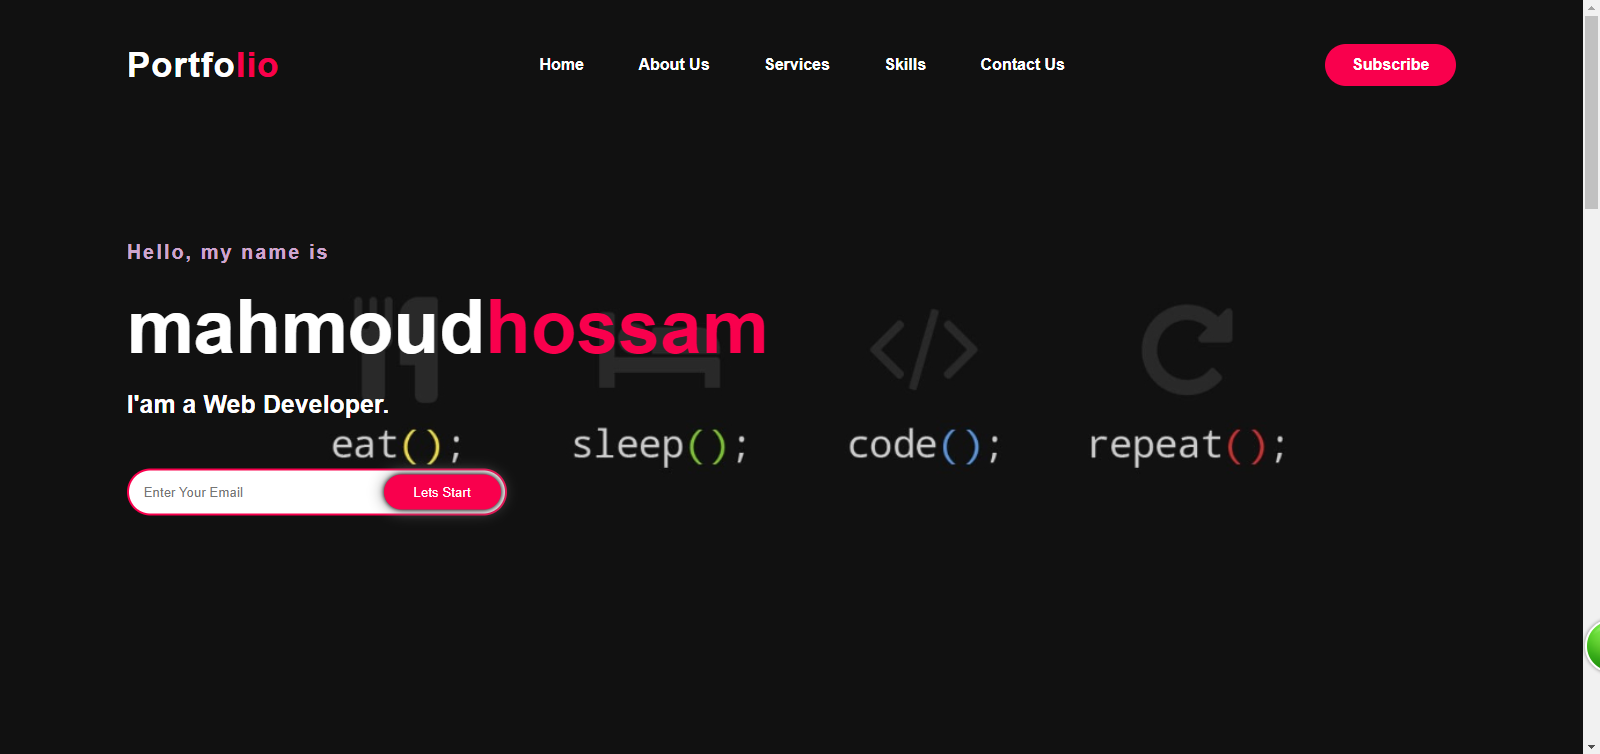 Portfolio
Home About Us Services Skills Contact Us
Subscribe
Hello, my name is
mahmoudhossam
I'am a Web Developer.
eat(); sleep(); code(); repeat();
Enter Your Email
Lets Start